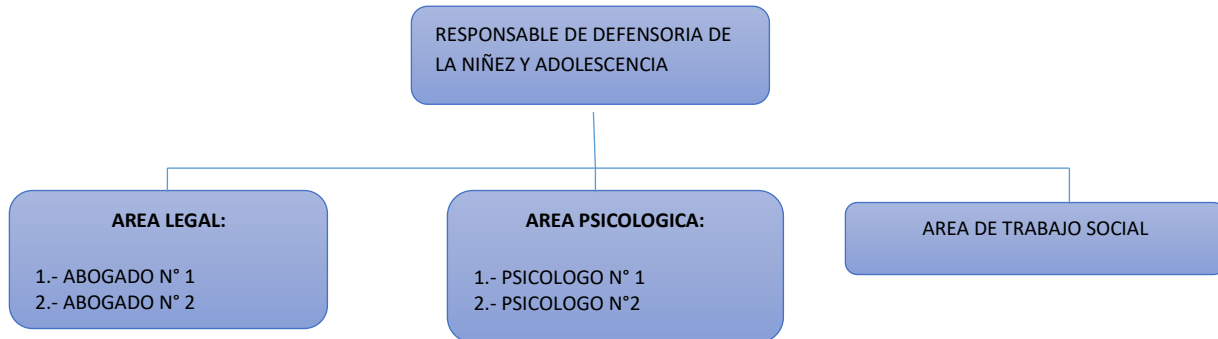 RESPONSABLE DE DEFENSORIA DE
LA NIÑEZ Y ADOLESCENCIA
AREA LEGAL:
1.- ABOGADO N° 1
2.- ABOGADO N° 2
AREA PSICOLOGICA:
1.- PSICOLOGO N° 1
2.- PSICOLOGO N°2
AREA DE TRABAJO SOCIAL